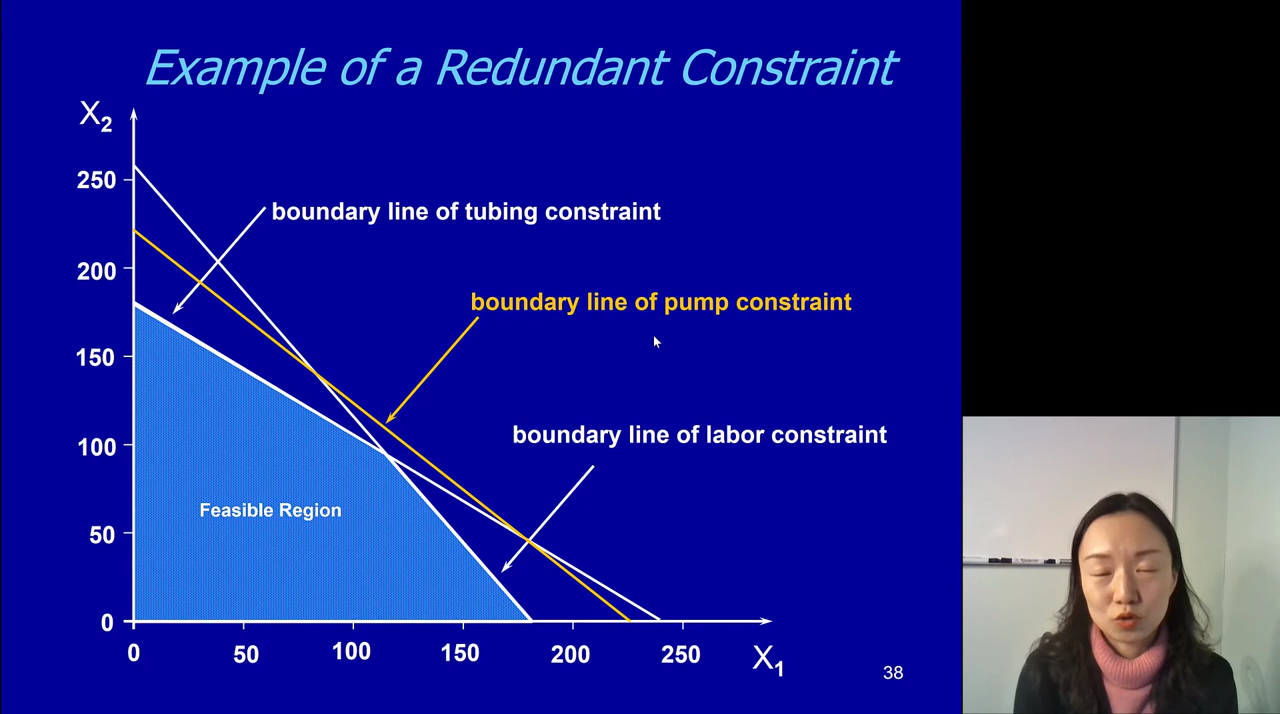 Example of a Redundant Constraint
X2
250
boundary line of tubing constraint
200
boundary line of pump constraint
150
boundary line of labor constraint
100
Feasible Region
50
0
0 50 100 150 200 250
X1
38